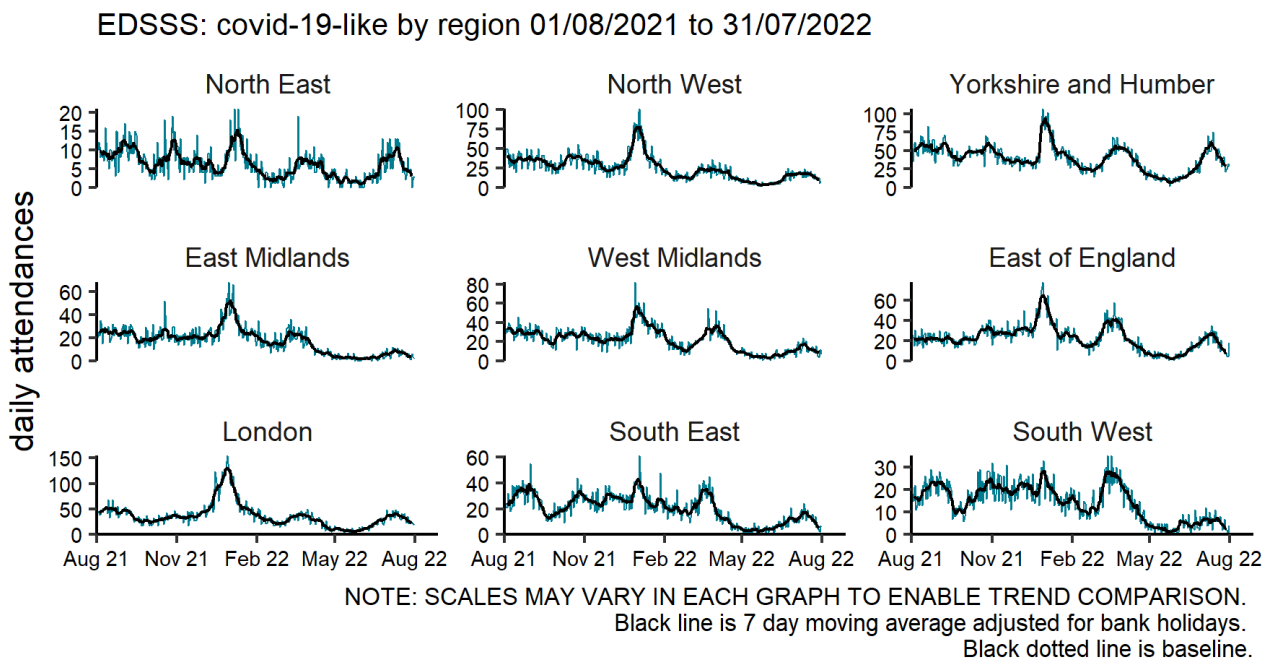 EDSSS: covid-19-like by region 01/08/2021 to 31/07/2022
daily attendances
North East
20
15
10
5
0
North West
100
75
50
25
0
Yorkshire and Humber
100
75
50
25
0
East Midlands
60
40
20
0
West Midlands
80
60
40
20
0
East of England
60
40
20
0
London
150
100
50
0
Aug 21 Nov 21 Feb 22 May 22 Aug 22
South East
60
40
20
0
Aug 21 Nov 21 Feb 22 May 22 Aug 22
South West
30
20
10
0
Aug 21 Nov 21 Feb 22 May 22 Aug 22
NOTE: SCALES MAY VARY IN EACH GRAPH TO ENABLE TREND COMPARISON.
Black line is 7 day moving average adjusted for bank holidays.
Black dotted line is baseline.